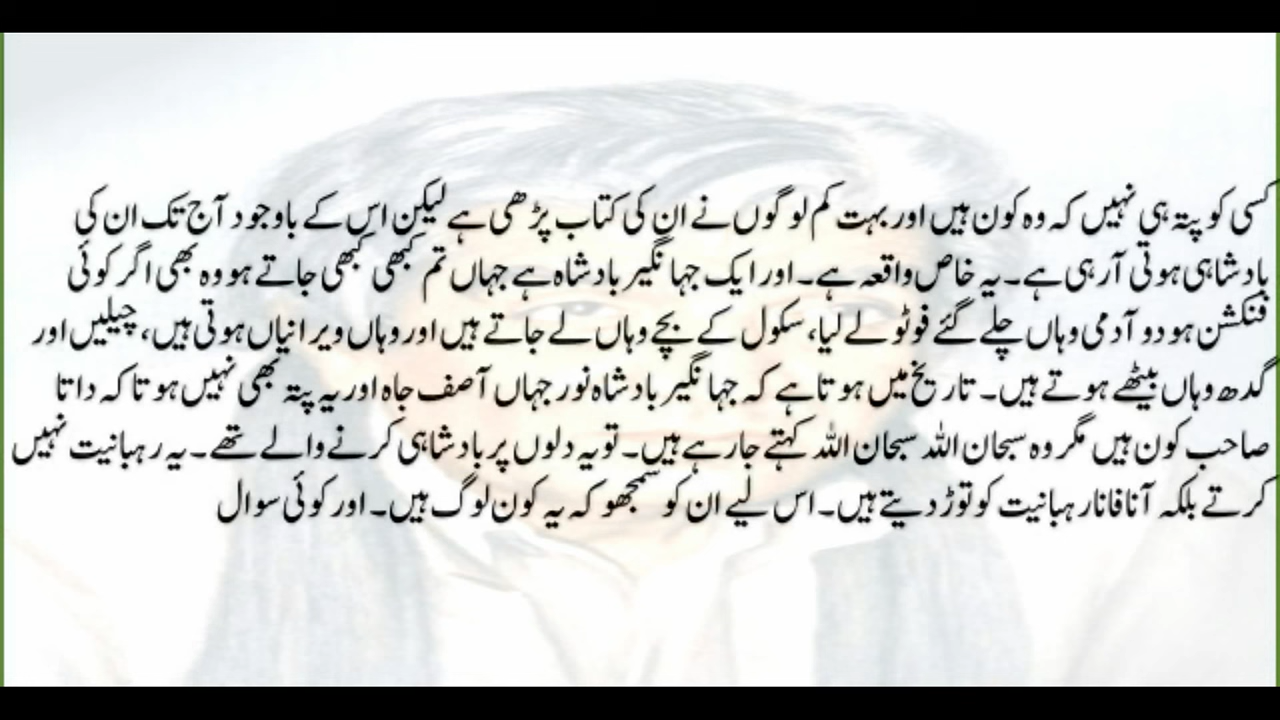 کسی کو پتہ ہی نہیں کہ وہ کون ہیں اور بہت کم لوگوں نے ان کی کتاب پڑھی ہے لیکن اس کے باوجود آج تک ان کی
بادشاہی ہوتی آ رہی ہے۔ یہ خاص واقعہ ہے۔ اور ایک جہانگیر بادشاہ ہے جہاں تم کبھی کبھی جاتے ہو وہ بھی اگر کوئی
فنکشن ہو دو آدمی وہاں چلے گئے فوٹو لے لیا، سکول کے بچے وہاں لے جاتے ہیں اور وہاں ویرانیاں ہوتی ہیں، چیلیں اور
گدھ وہاں بیٹھے ہوتے ہیں۔ تاریخ میں ہوتا ہے کہ جہانگیر بادشاہ نور جہاں آصف جاہ اور یہ پتہ بھی نہیں ہوتا کہ داتا
صاحب کون ہیں مگر وہ سبحان اللہ سبحان اللہ کہتے جا رہے ہیں۔ تو یہ دلوں پر بادشاہی کرنے والے تھے۔ یہ رہبانیت نہیں
کرتے بلکہ آنا فانا رہبانیت کو توڑ دیتے ہیں۔ اس لیے ان کو سمجھو کہ یہ کون لوگ ہیں۔ اور کوئی سوال